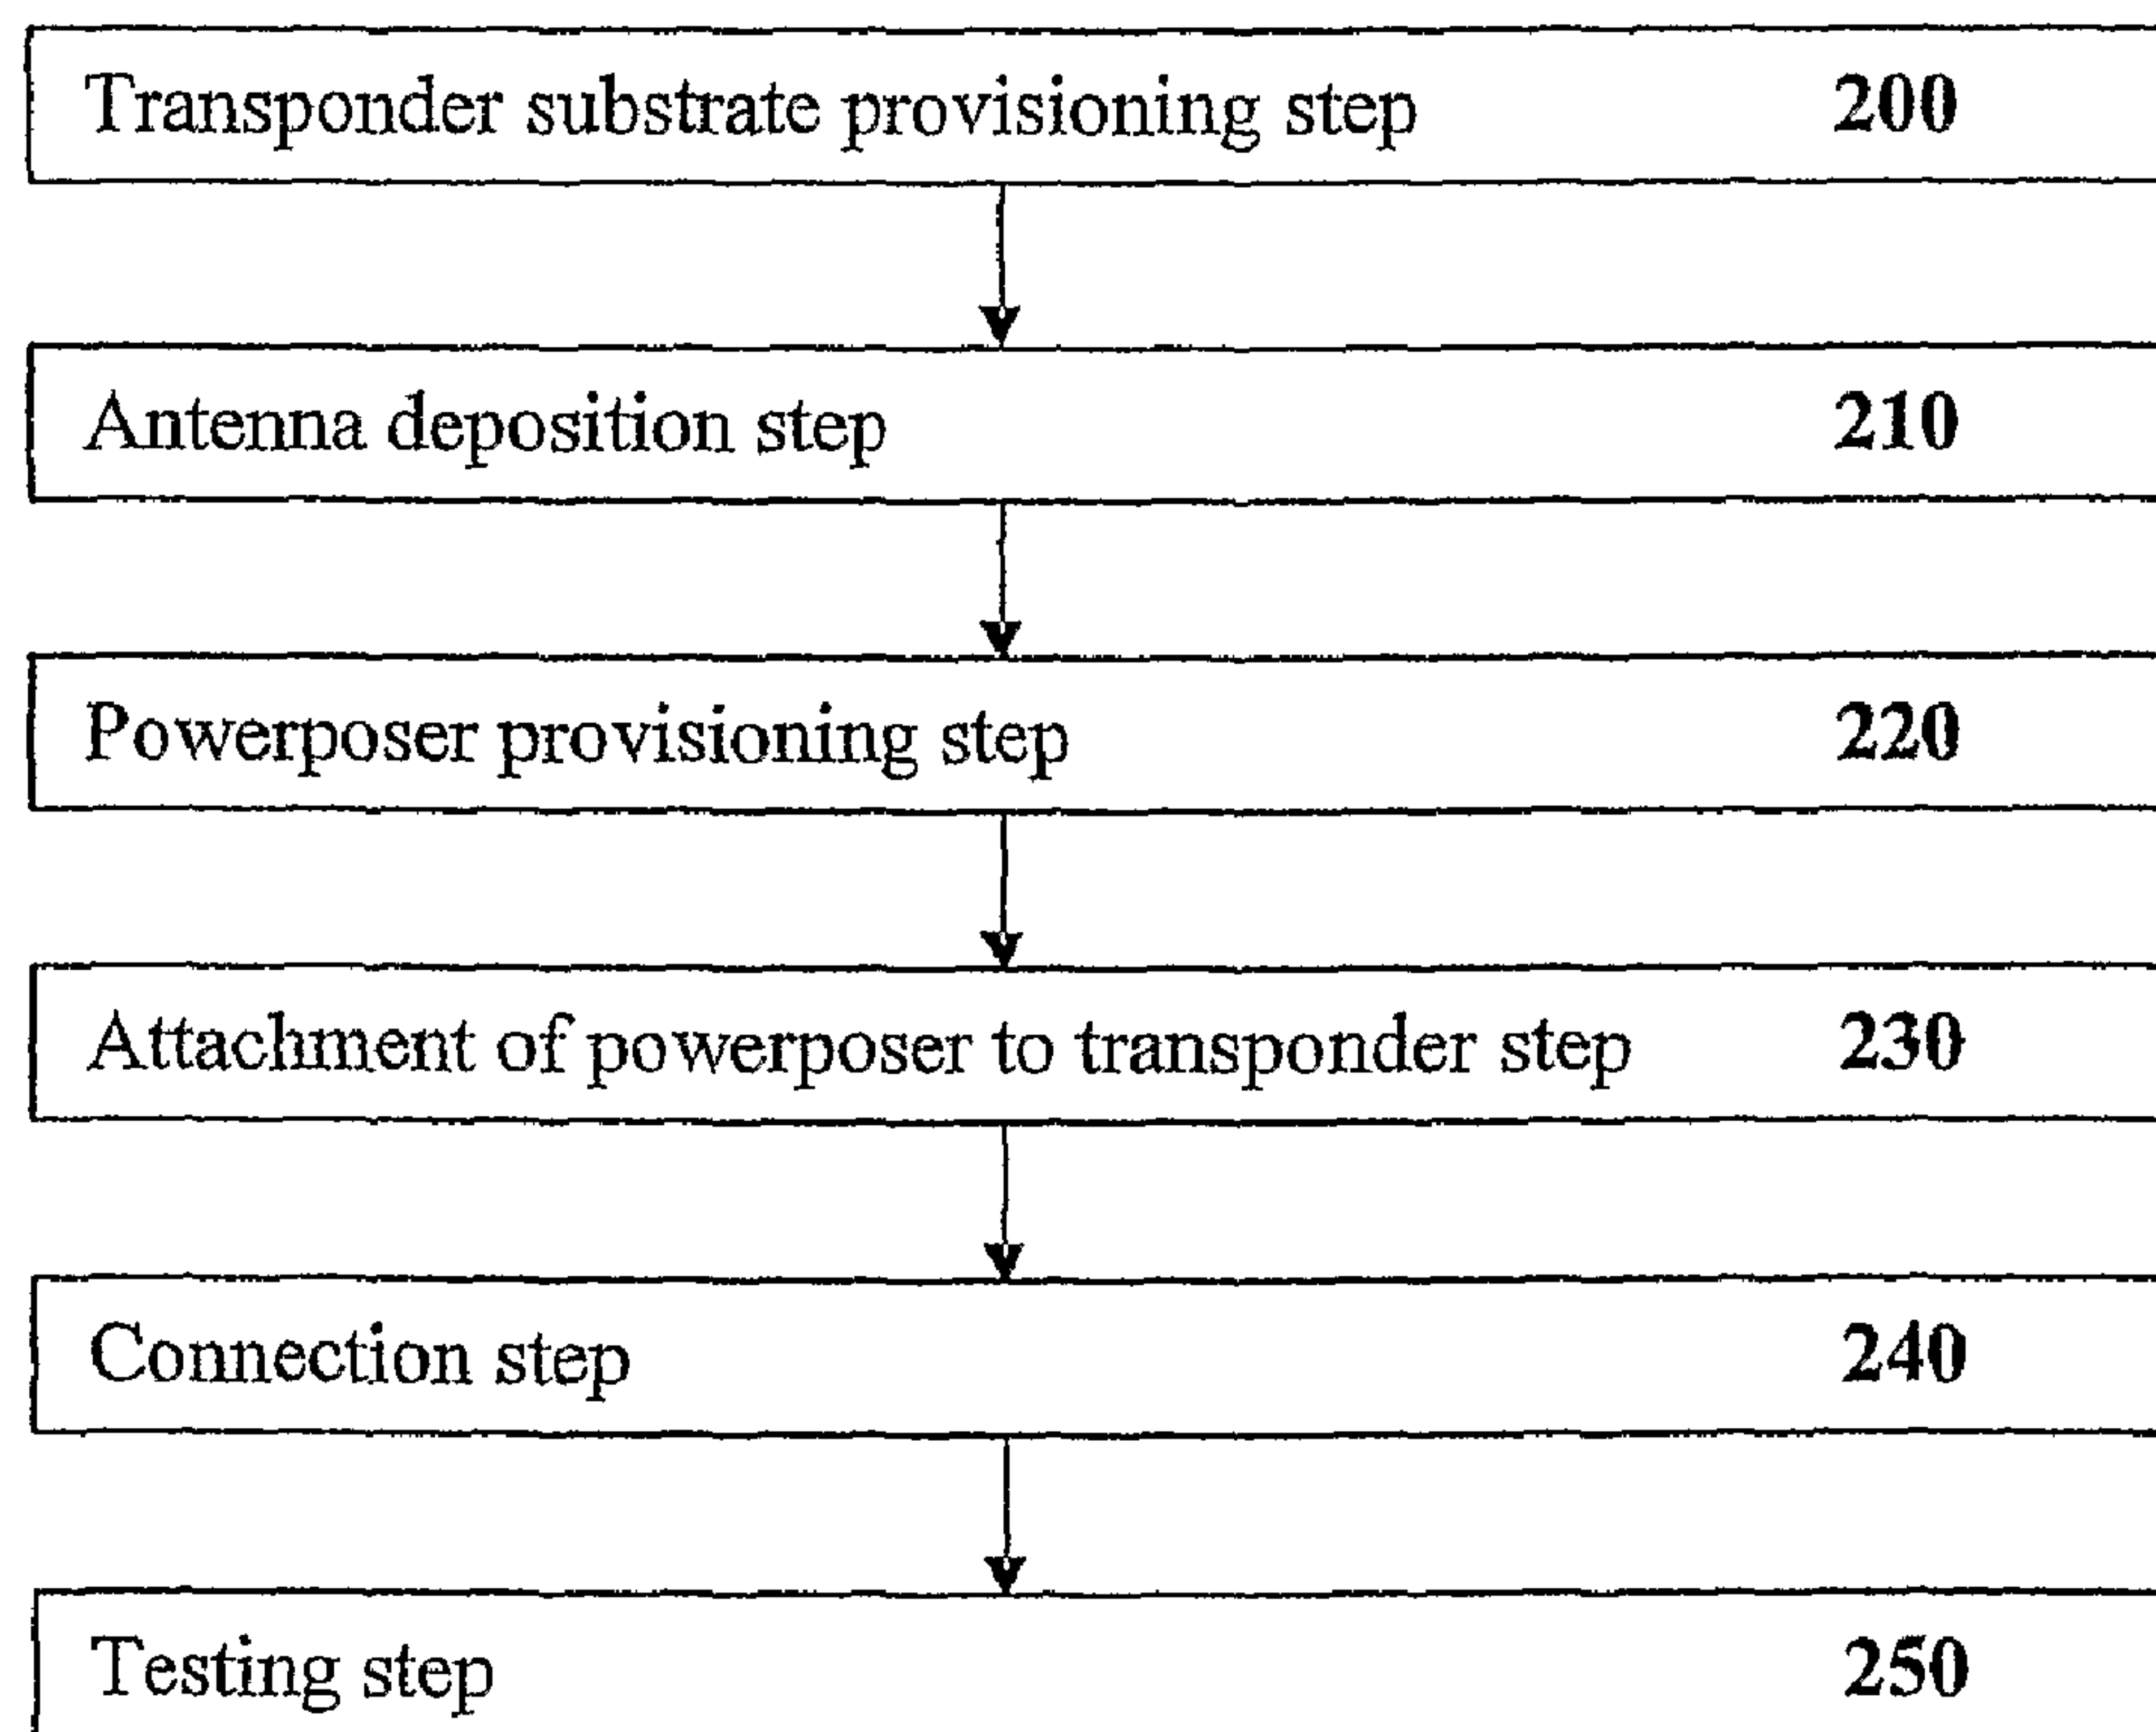 Transponder substrate provisioning step 200
Antenna deposition step 210
Powerposer provisioning step 220
Attachment of powerposer to transponder step 230
Connection step 240
Testing step 250